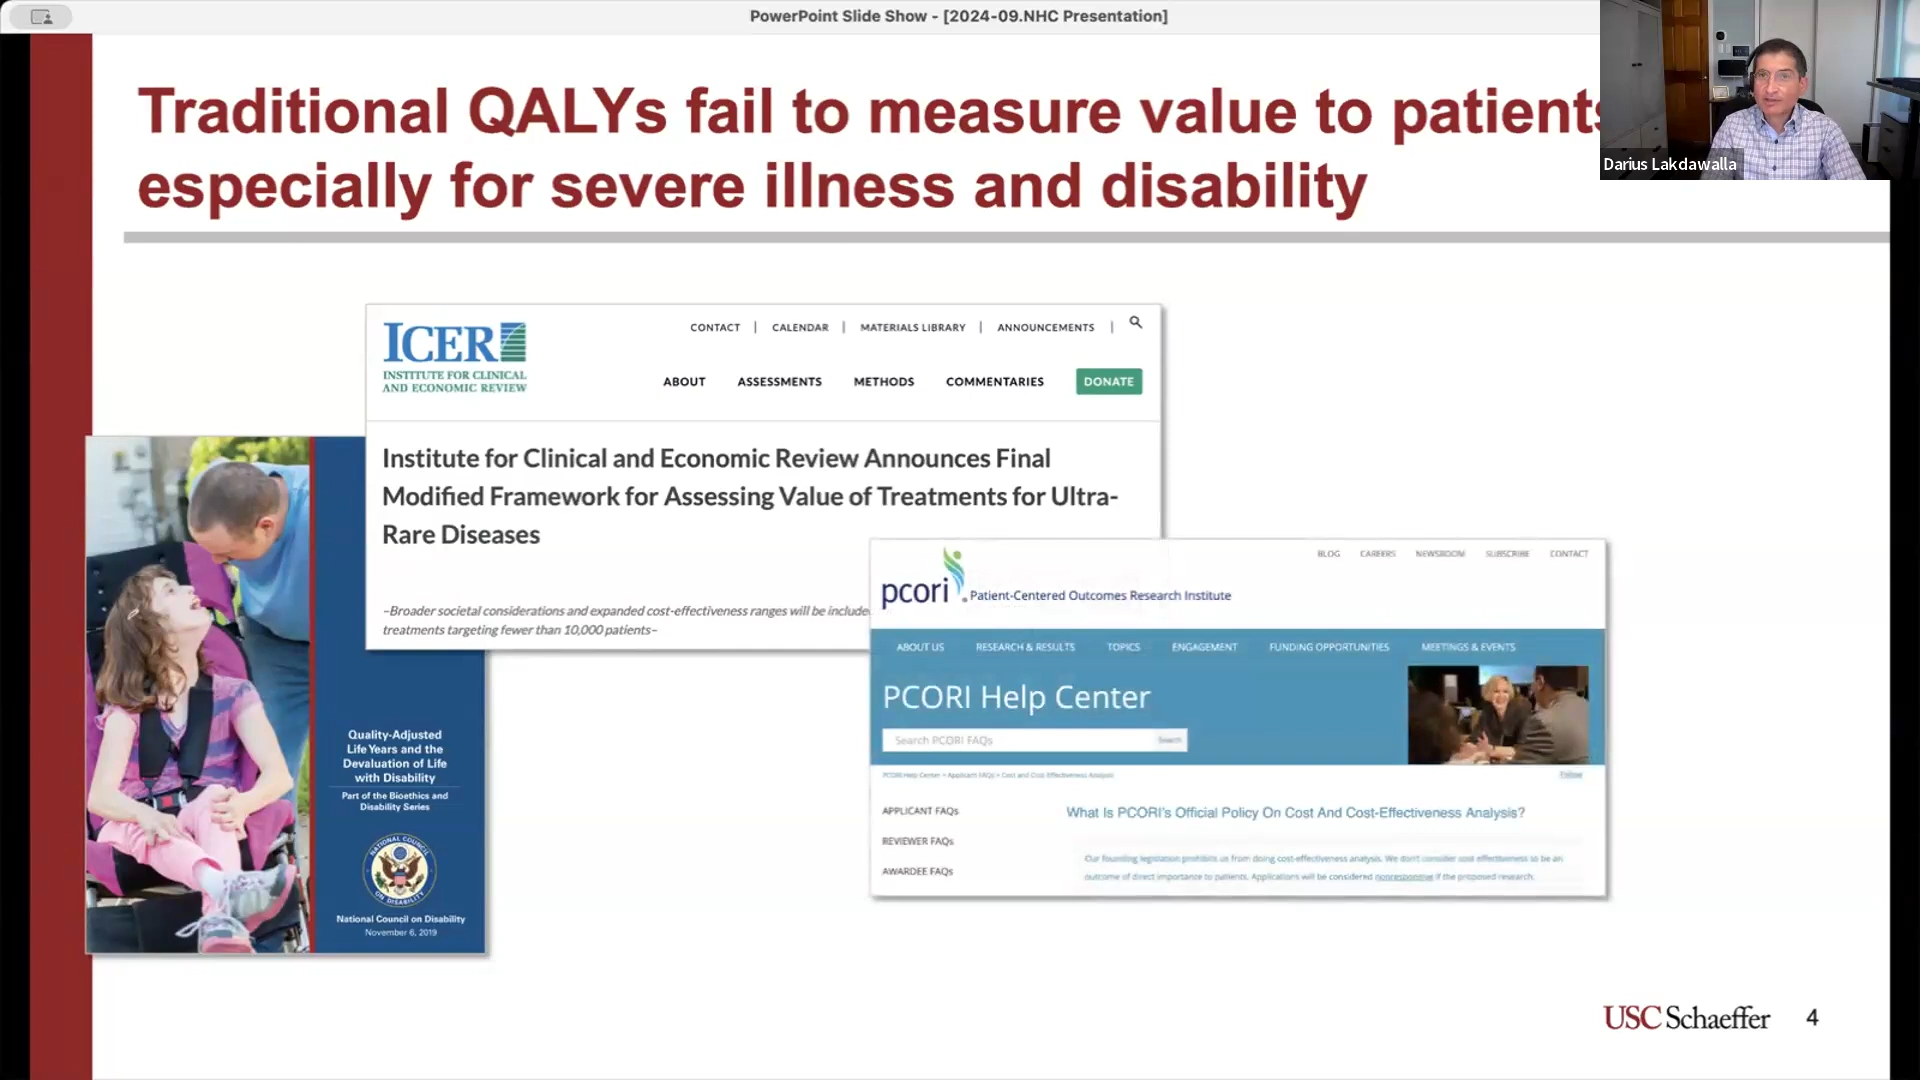 PowerPoint Slide Show - [2024-09.NHC Presentation]
Traditional QALYs fail to measure value to patients
especially for severe illness and disability
Darius Lakdawalla
ICER
INSTITUTE FOR CLINICAL
AND ECONOMIC REVIEW
CONTACT | CALENDAR | MATERIALS LIBRARY | ANNOUNCEMENTS |
ABOUT ASSESSMENTS METHODS COMMENTARIES DONATE
Institute for Clinical and Economic Review Announces Final
Modified Framework for Assessing Value of Treatments for Ultra-
Rare Diseases
–Broader societal considerations and expanded cost-effectiveness ranges will be include
treatments targeting fewer than 10,000 patients–
Quality-Adjusted
Life Years and the
Devaluation of Life
with Disability
Part of the Bioethics and
Disability Series
NATIONAL COUNCIL
ON DISABILITY
National Council on Disability
November 6, 2019
BLOG CAREERS NEWSROOM SUBSCRIBE CONTACT
pcori Patient-Centered Outcomes Research Institute
ABOUT US RESEARCH & RESULTS TOPICS ENGAGEMENT FUNDING OPPORTUNITIES MEETINGS & EVENTS
PCORI Help Center
Search PCORI FAQs Search
PCORI Help Center > Applicant FAQs > Cost and Cost-Effectiveness Analysis Follow
APPLICANT FAQs
REVIEWER FAQs
AWARDEE FAQs
What Is PCORI's Official Policy On Cost And Cost-Effectiveness Analysis?
Our founding legislation prohibits us from doing cost-effectiveness analysis. We don't consider cost effectiveness to be an
outcome of direct importance to patients. Applications will be considered nonresponsive if the proposed research:
USC Schaeffer 4